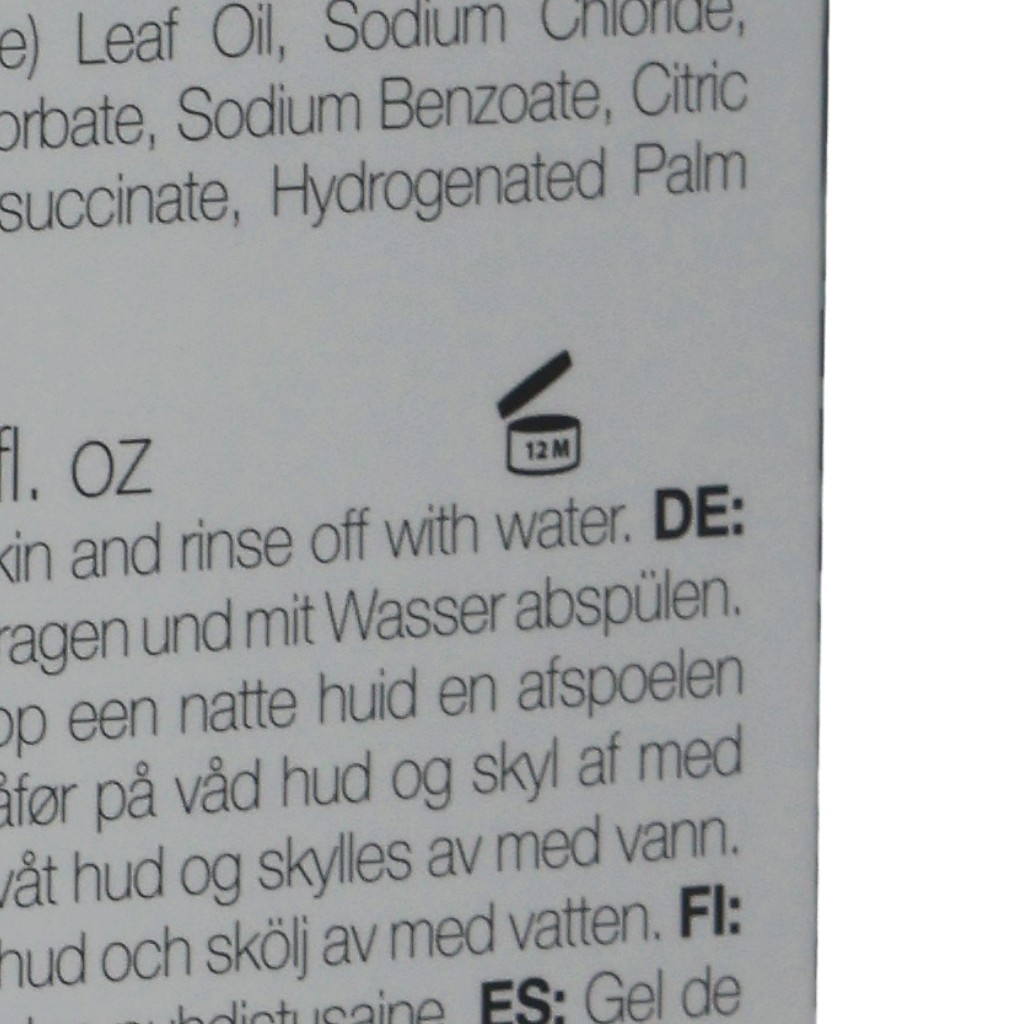 e) Leaf Oil, Sodium Chloride,
orbate, Sodium Benzoate, Citric
succinate, Hydrogenated Palm
12 M
fl. oz
kin and rinse off with water. DE:
ragen und mit Wasser abspülen.
op een natte huid en afspoelen
åfør på våd hud og skyl af med
våt hud og skylles av med vann.
hud och skölj av med vatten. FI:
ES: Gel de